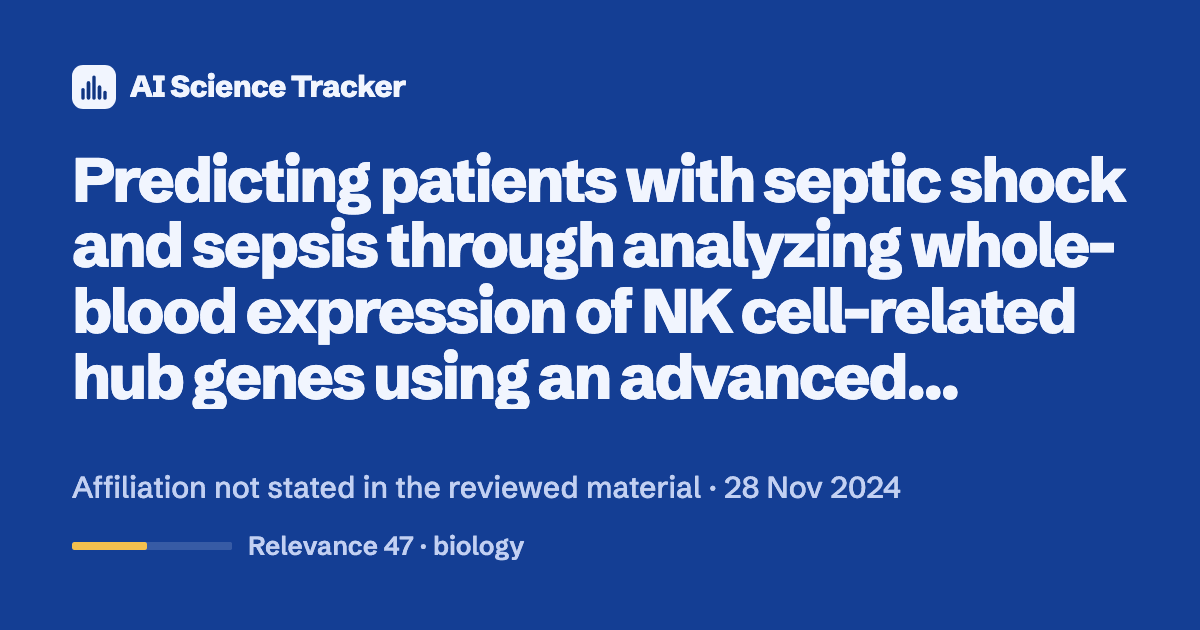 AI Science Tracker
Predicting patients with septic shock
and sepsis through analyzing whole-
blood expression of NK cell-related
hub genes using an advanced...
Affiliation not stated in the reviewed material · 28 Nov 2024
Relevance 47 · biology